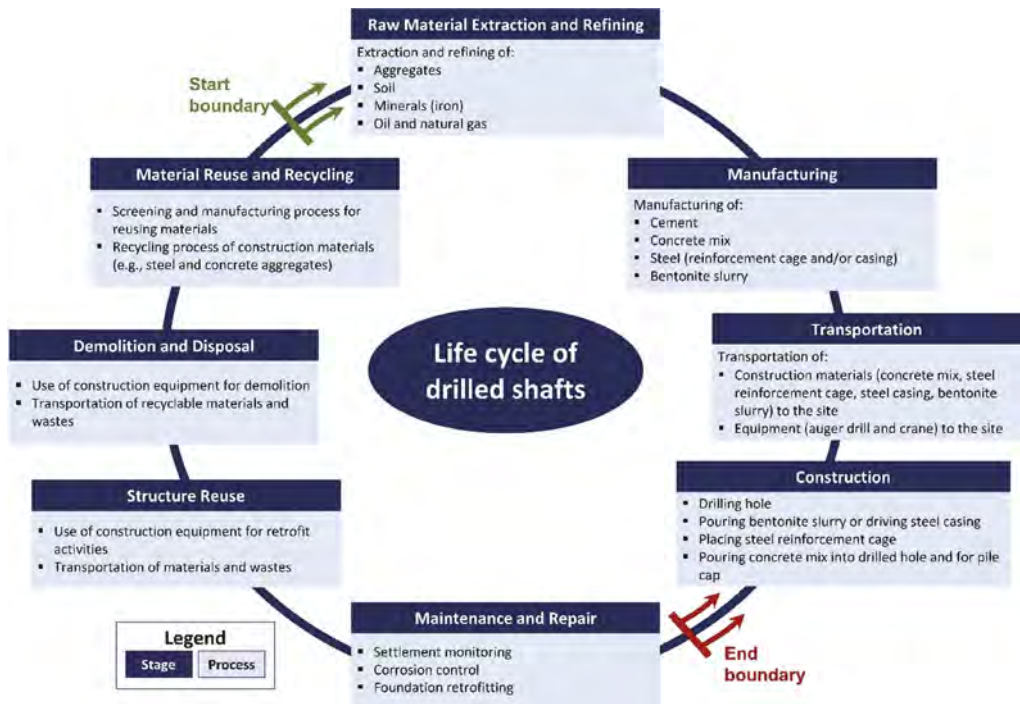 Raw Material Extraction and Refining
Extraction and refining of:
▪ Aggregates
▪ Soil
▪ Minerals (iron)
▪ Oil and natural gas
Start
boundary
Material Reuse and Recycling
▪ Screening and manufacturing process for
reusing materials
▪ Recycling process of construction materials
(e.g., steel and concrete aggregates)
Manufacturing
Manufacturing of:
▪ Cement
▪ Concrete mix
▪ Steel (reinforcement cage and/or casing)
▪ Bentonite slurry
Life cycle of
drilled shafts
Demolition and Disposal
▪ Use of construction equipment for demolition
▪ Transportation of recyclable materials and
wastes
Transportation
Transportation of:
▪ Construction materials (concrete mix, steel
reinforcement cage, steel casing, bentonite
slurry) to the site
▪ Equipment (auger drill and crane) to the site
Structure Reuse
▪ Use of construction equipment for retrofit
activities
▪ Transportation of materials and wastes
Construction
▪ Drilling hole
▪ Pouring bentonite slurry or driving steel casing
▪ Placing steel reinforcement cage
▪ Pouring concrete mix into drilled hole and for pile
cap
Maintenance and Repair
▪ Settlement monitoring
▪ Corrosion control
▪ Foundation retrofitting
End
boundary
Legend
Stage
Process